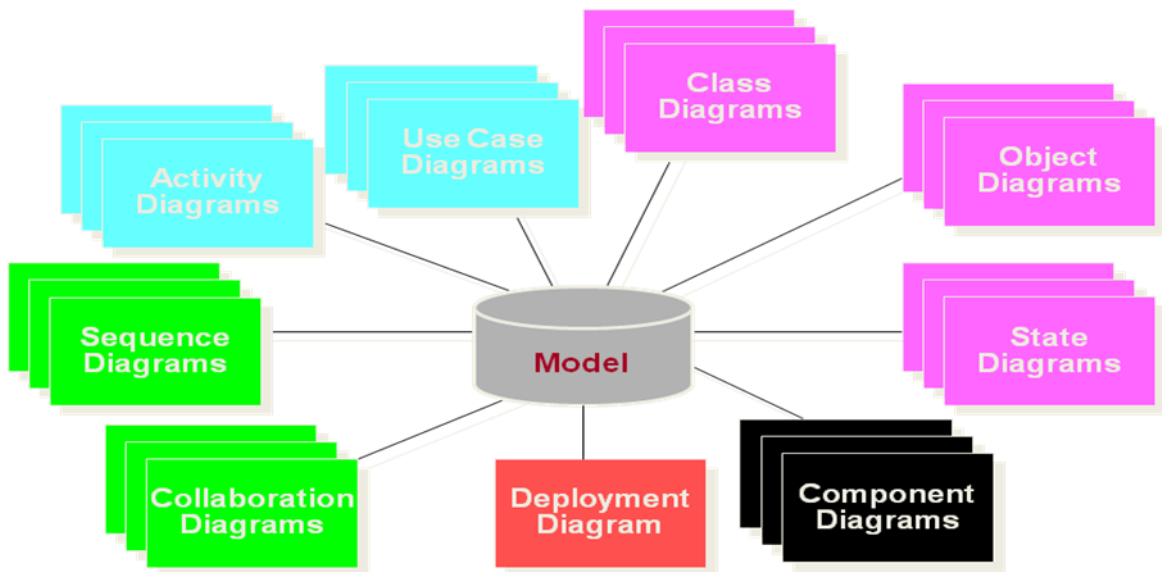 Class
Diagrams
Use Case
Diagrams
Object
Diagrams
Activity
Diagrams
Sequence
Diagrams
Model
State
Diagrams
Collaboration
Diagrams
Deployment
Diagram
Component
Diagrams